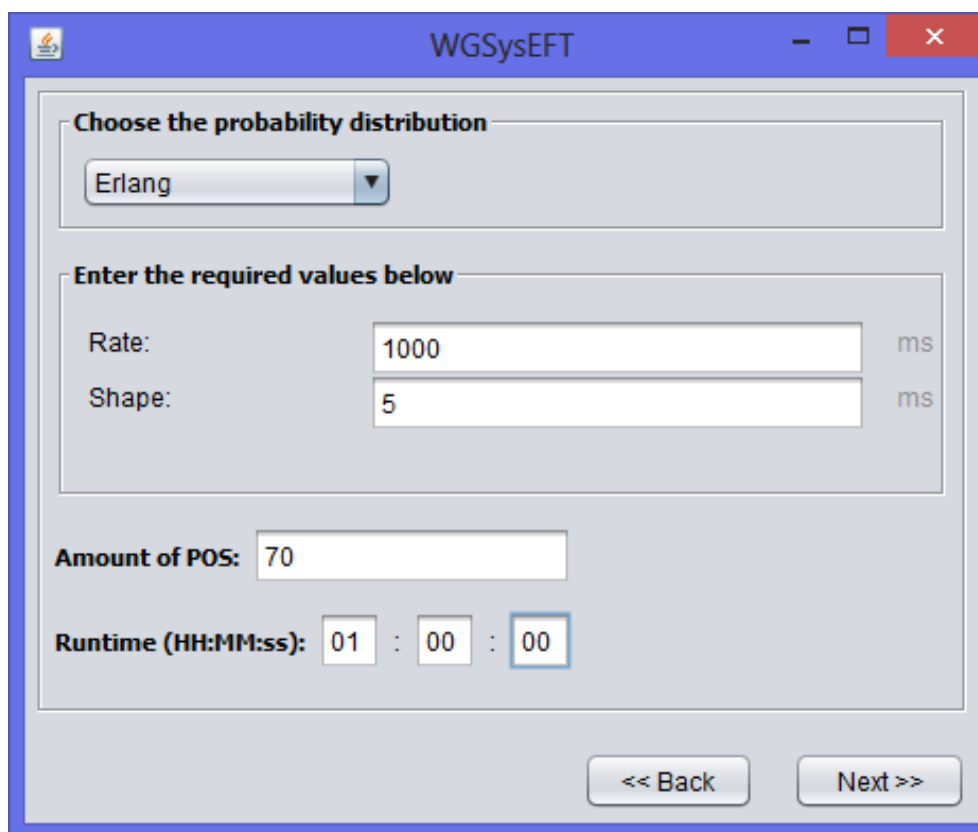 WGSysEFT
Choose the probability distribution
Erlang
Enter the required values below
Rate: 1000 ms
Shape: 5 ms
Amount of POS: 70
Runtime (HH:MM:ss): 01 : 00 : 00
<< Back Next >>